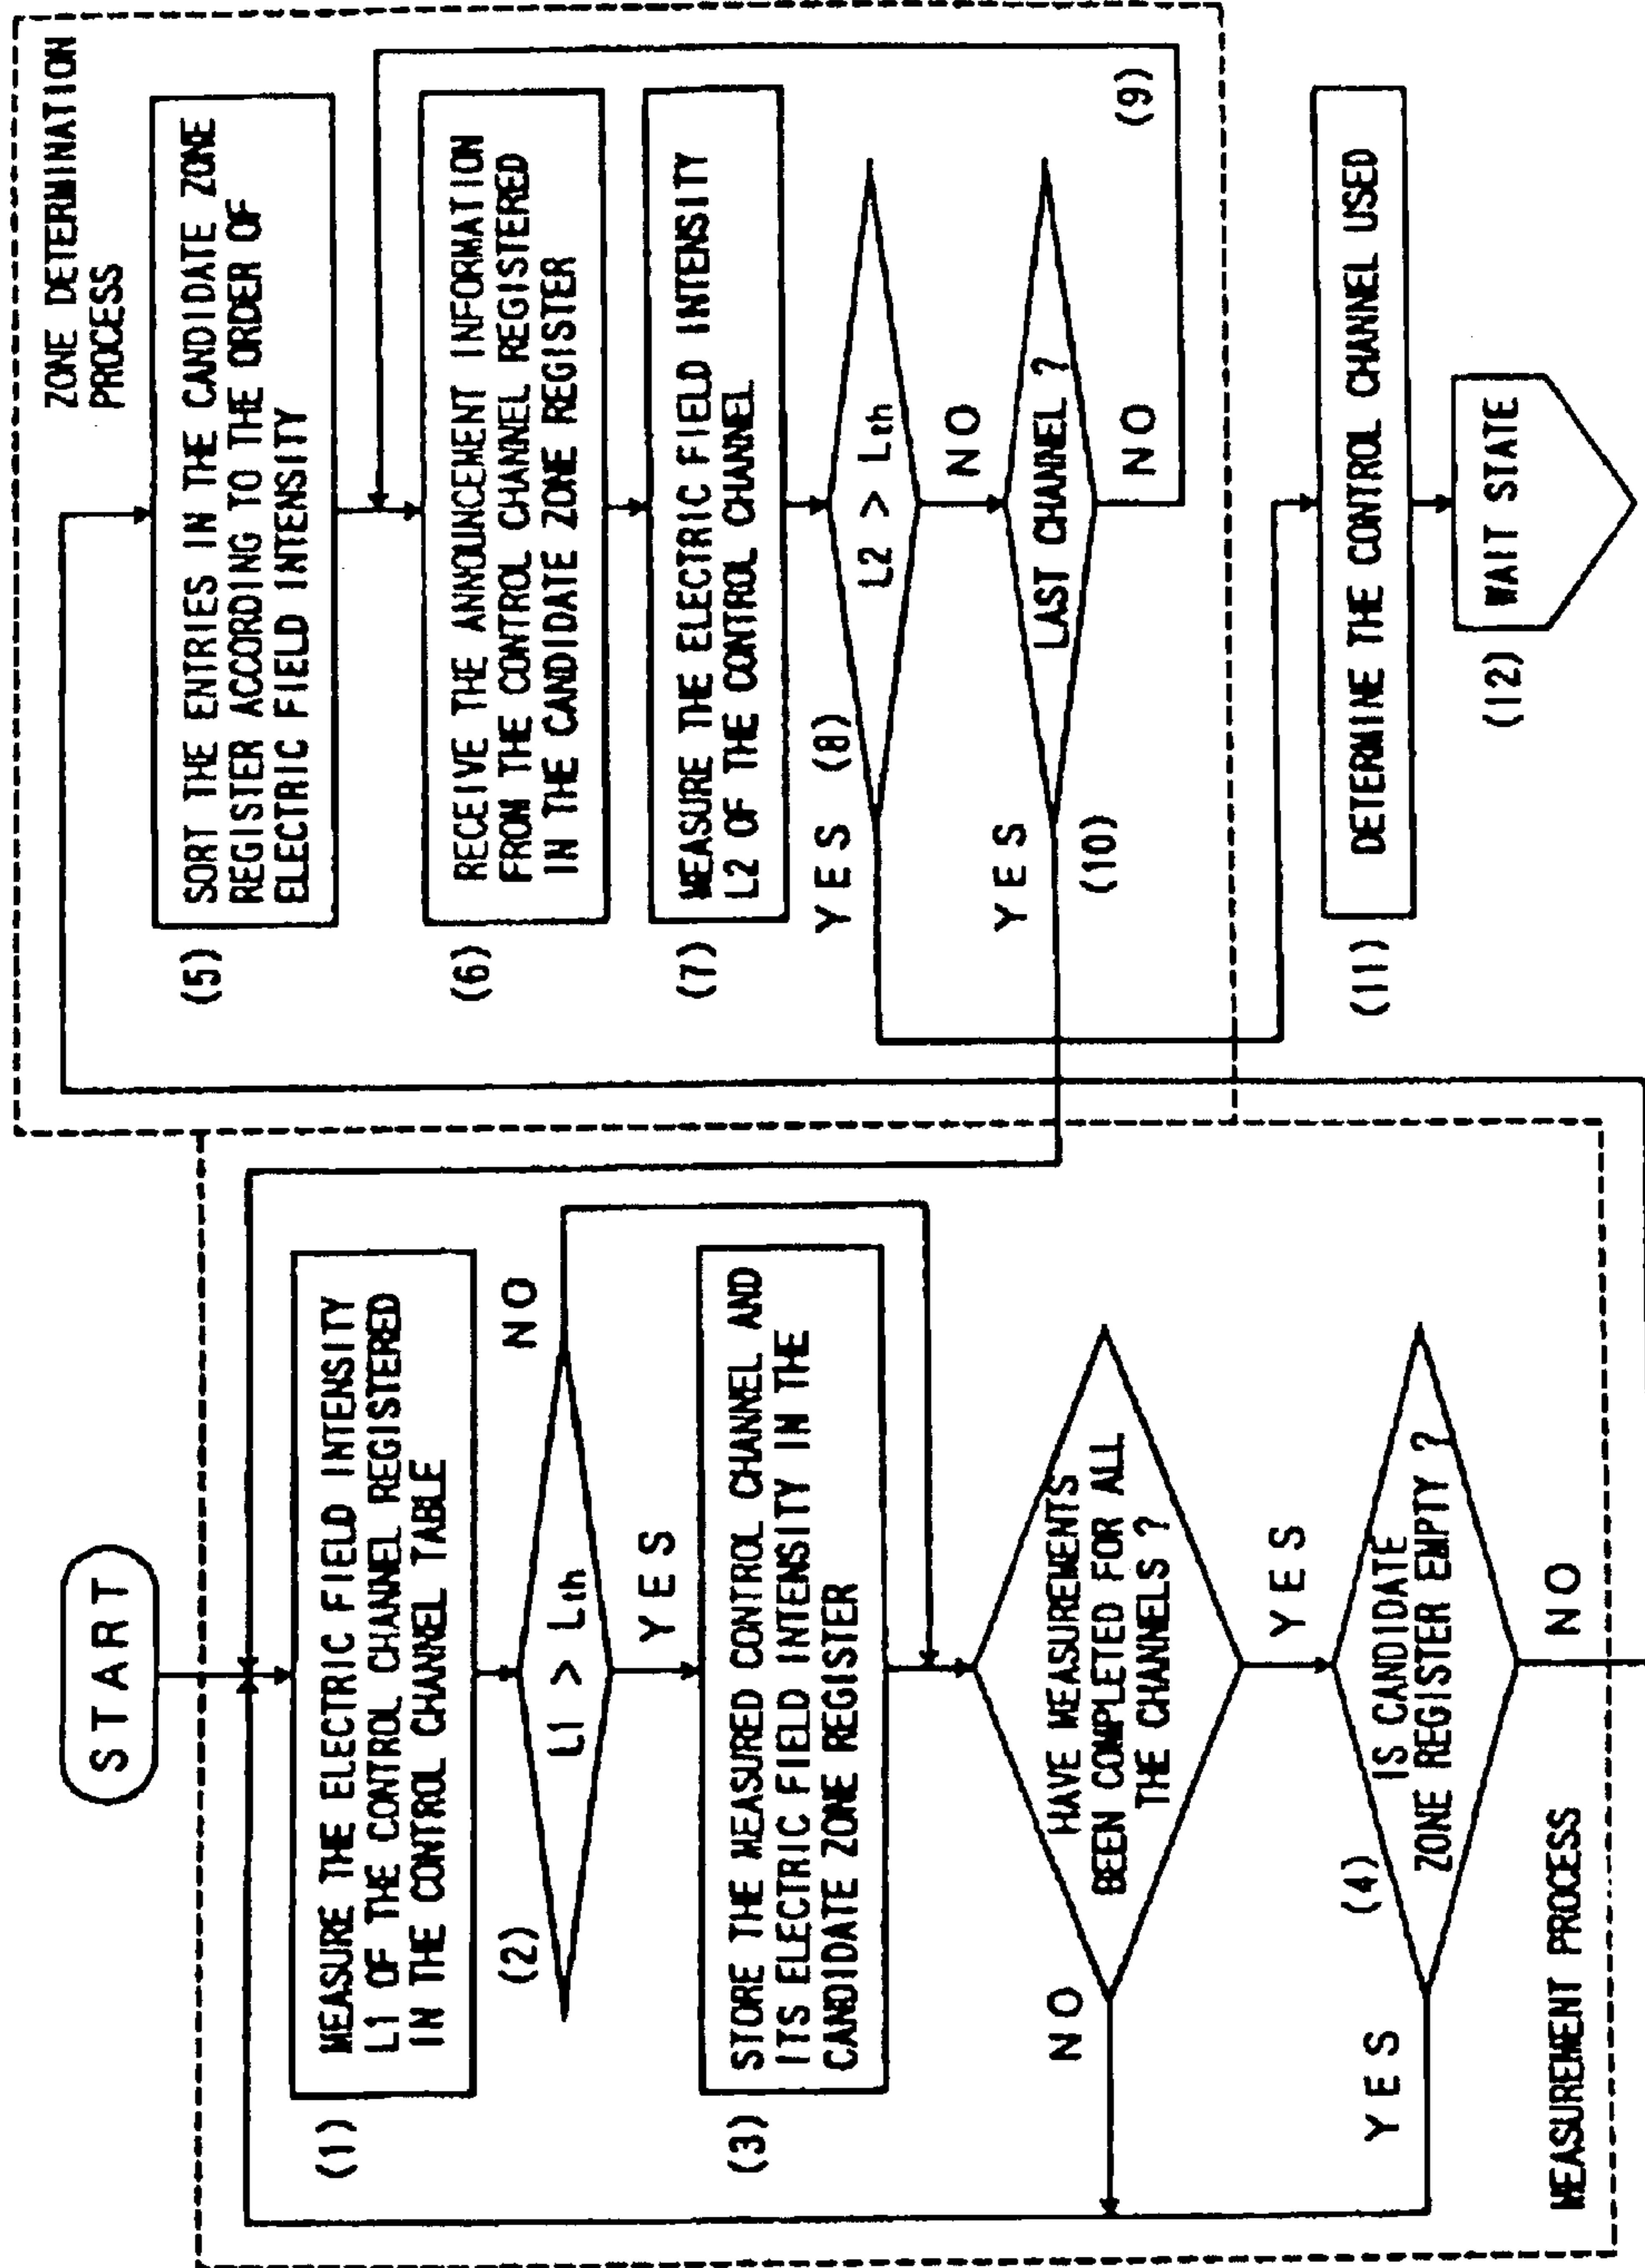 START
(1)
MEASURE THE ELECTRIC FIELD INTENSITY
L1 OF THE CONTROL CHANNEL REGISTERED
IN THE CONTROL CHANNEL TABLE
(2)
L1 > Lth
NO
YES
(3)
STORE THE MEASURED CONTROL CHANNEL AND
ITS ELECTRIC FIELD INTENSITY IN THE
CANDIDATE ZONE REGISTER
HAVE MEASUREMENTS
BEEN COMPLETED FOR ALL
THE CHANNELS ?
NO
YES
(4)
IS CANDIDATE
ZONE REGISTER EMPTY ?
YES
NO
MEASUREMENT PROCESS
ZONE DETERMINATION
PROCESS
(5)
SORT THE ENTRIES IN THE CANDIDATE ZONE
REGISTER ACCORDING TO THE ORDER OF
ELECTRIC FIELD INTENSITY
(6)
RECEIVE THE ANNOUNCEMENT INFORMATION
FROM THE CONTROL CHANNEL REGISTERED
IN THE CANDIDATE ZONE REGISTER
(7)
MEASURE THE ELECTRIC FIELD INTENSITY
L2 OF THE CONTROL CHANNEL
YES
(8)
L2 > Lth
NO
YES
LAST CHANNEL ?
(10)
NO
(9)
(11)
DETERMINE THE CONTROL CHANNEL USED
(12)
WAIT STATE